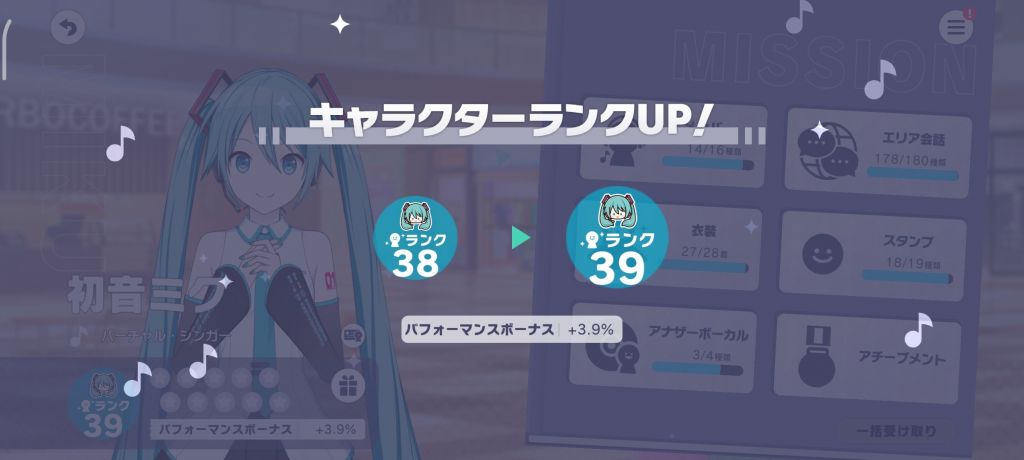 MISSION
RBOCOFFEE
キャラクターランクUP!
14/16種類
エリア会話
178/180種類
ランク
38
ランク
39
衣装
27/28着
スタンプ
18/19種類
初音ミク
バーチャル・シンガー
パフォーマンスボーナス +3.9%
アナザーボーカル
3/4種類
アチーブメント
ランク
39
パフォーマンスボーナス +3.9%
一括受け取り